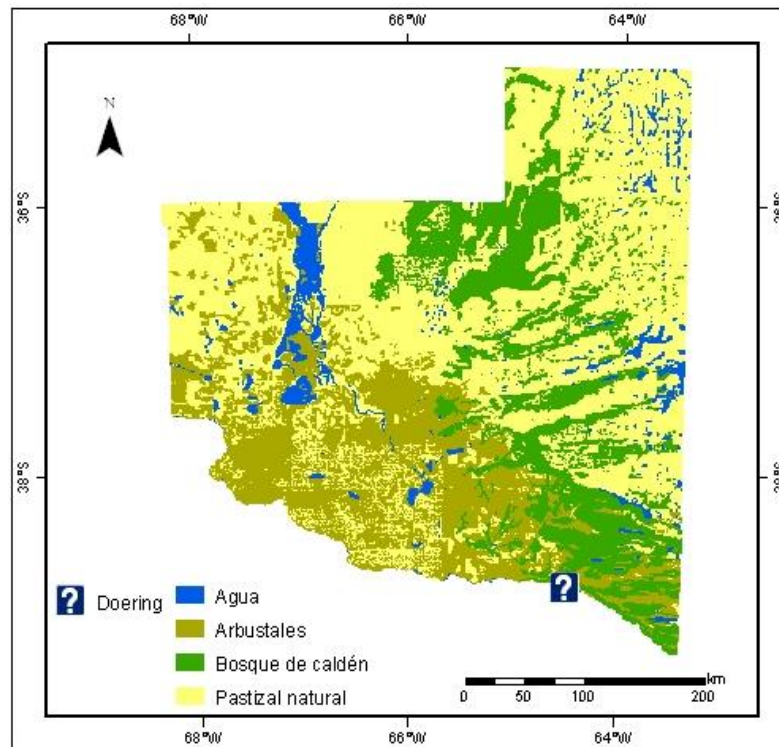 68°W 66°W 64°W
N
36°S 36°S
38°S 38°S
? Doering
?
Agua
Arbustales
Bosque de caldén
Pastizal natural
km
0 50 100 200
68°W 66°W 64°W